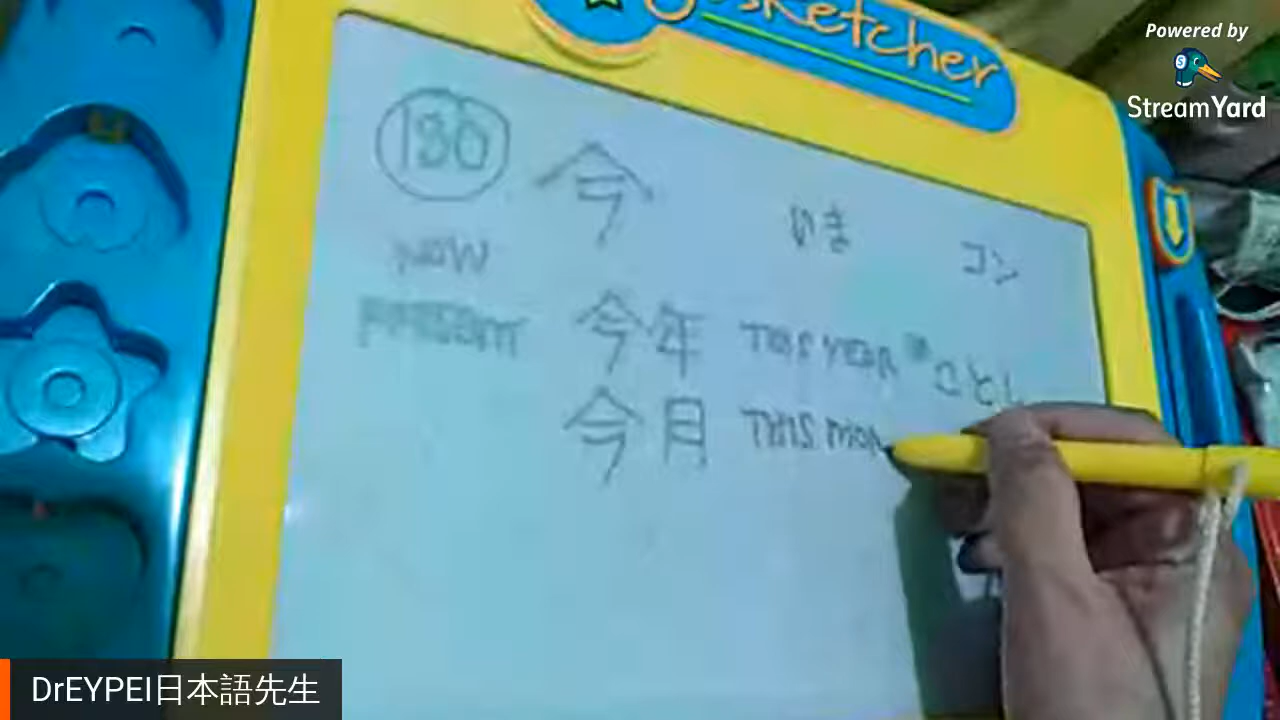 Powered by
StreamYard
sketcher
186 今 いま コン
NOW
PRESENT 今年 THIS YEAR ことし
今月 THIS MON
DrEYPEI日本語先生